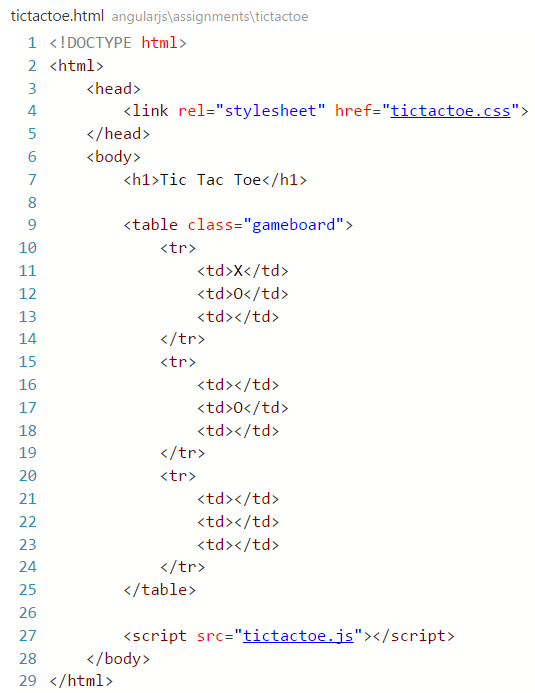 tictactoe.html angularjs\assignments\tictactoe
1 <!DOCTYPE html>
2 <html>
3     <head>
4         <link rel="stylesheet" href="tictactoe.css">
5     </head>
6     <body>
7         <h1>Tic Tac Toe</h1>
8
9         <table class="gameboard">
10             <tr>
11                 <td>X</td>
12                 <td>O</td>
13                 <td></td>
14             </tr>
15             <tr>
16                 <td></td>
17                 <td>O</td>
18                 <td></td>
19             </tr>
20             <tr>
21                 <td></td>
22                 <td></td>
23                 <td></td>
24             </tr>
25         </table>
26
27         <script src="tictactoe.js"></script>
28     </body>
29 </html>